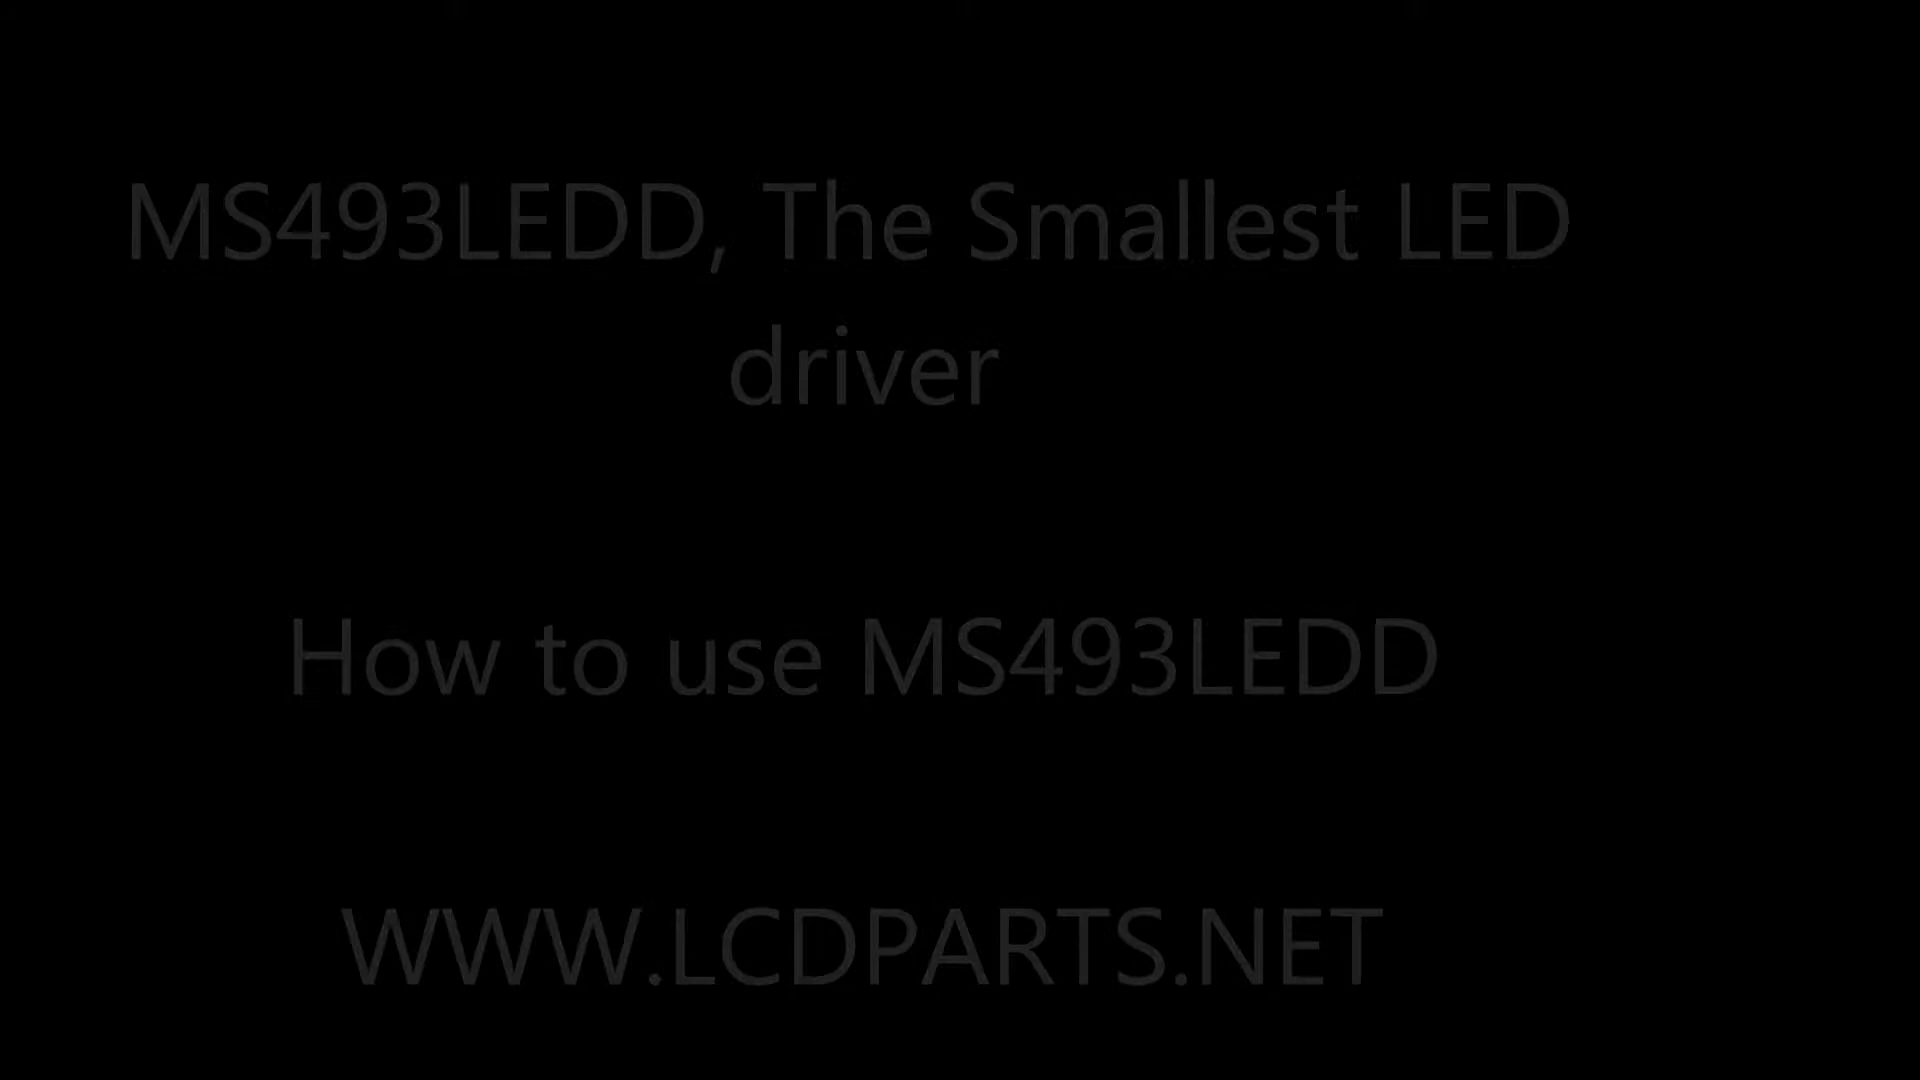 MS493LEDD, The Smallest LED
driver
How to use MS493LEDD
WWW.LCDPARTS.NET